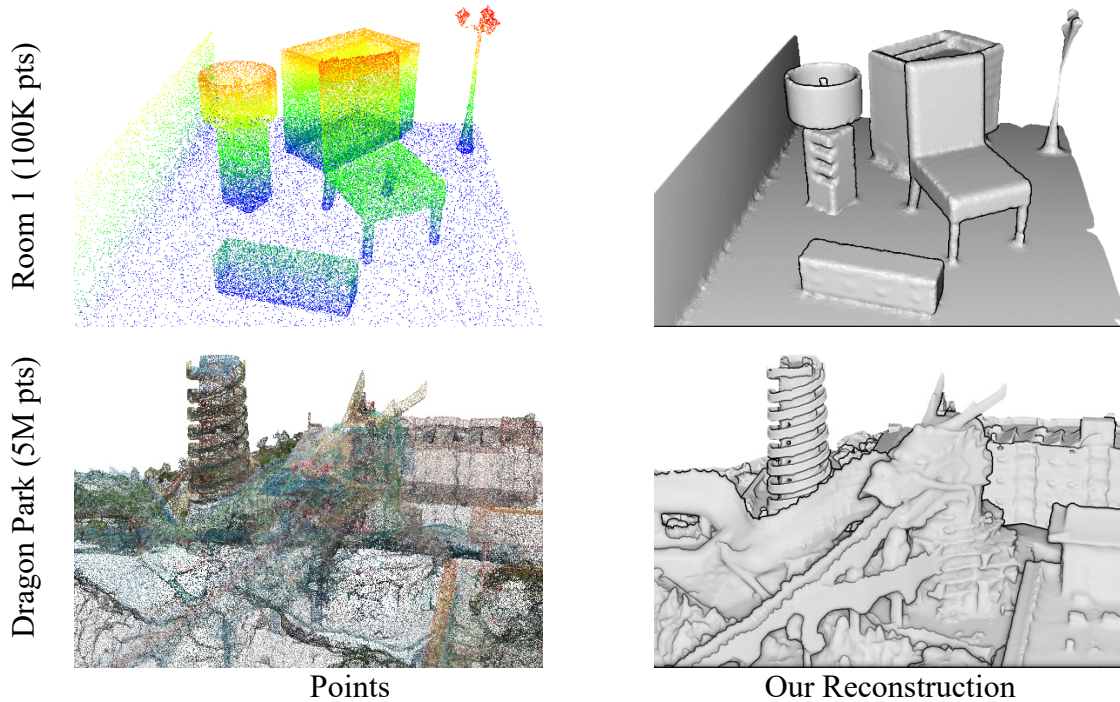 Room 1 (100K pts)
Dragon Park (5M pts)
Points
Our Reconstruction